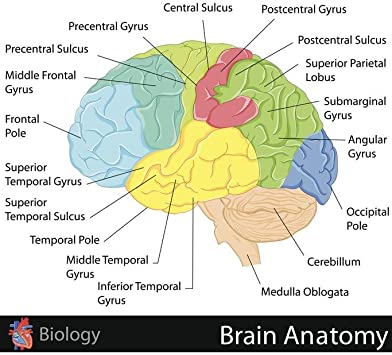 Central Sulcus
Postcentral Gyrus
Precentral Gyrus
Postcentral Sulcus
Precentral Sulcus
Superior Parietal
Lobus
Middle Frontal
Gyrus
Submarginal
Gyrus
Frontal
Pole
Angular
Gyrus
Superior
Temporal Gyrus
Superior
Temporal Sulcus
Occipital
Pole
Temporal Pole
Middle Temporal
Gyrus
Cerebillum
Inferior Temporal
Gyrus
Medulla Oblogata
Biology
Brain Anatomy